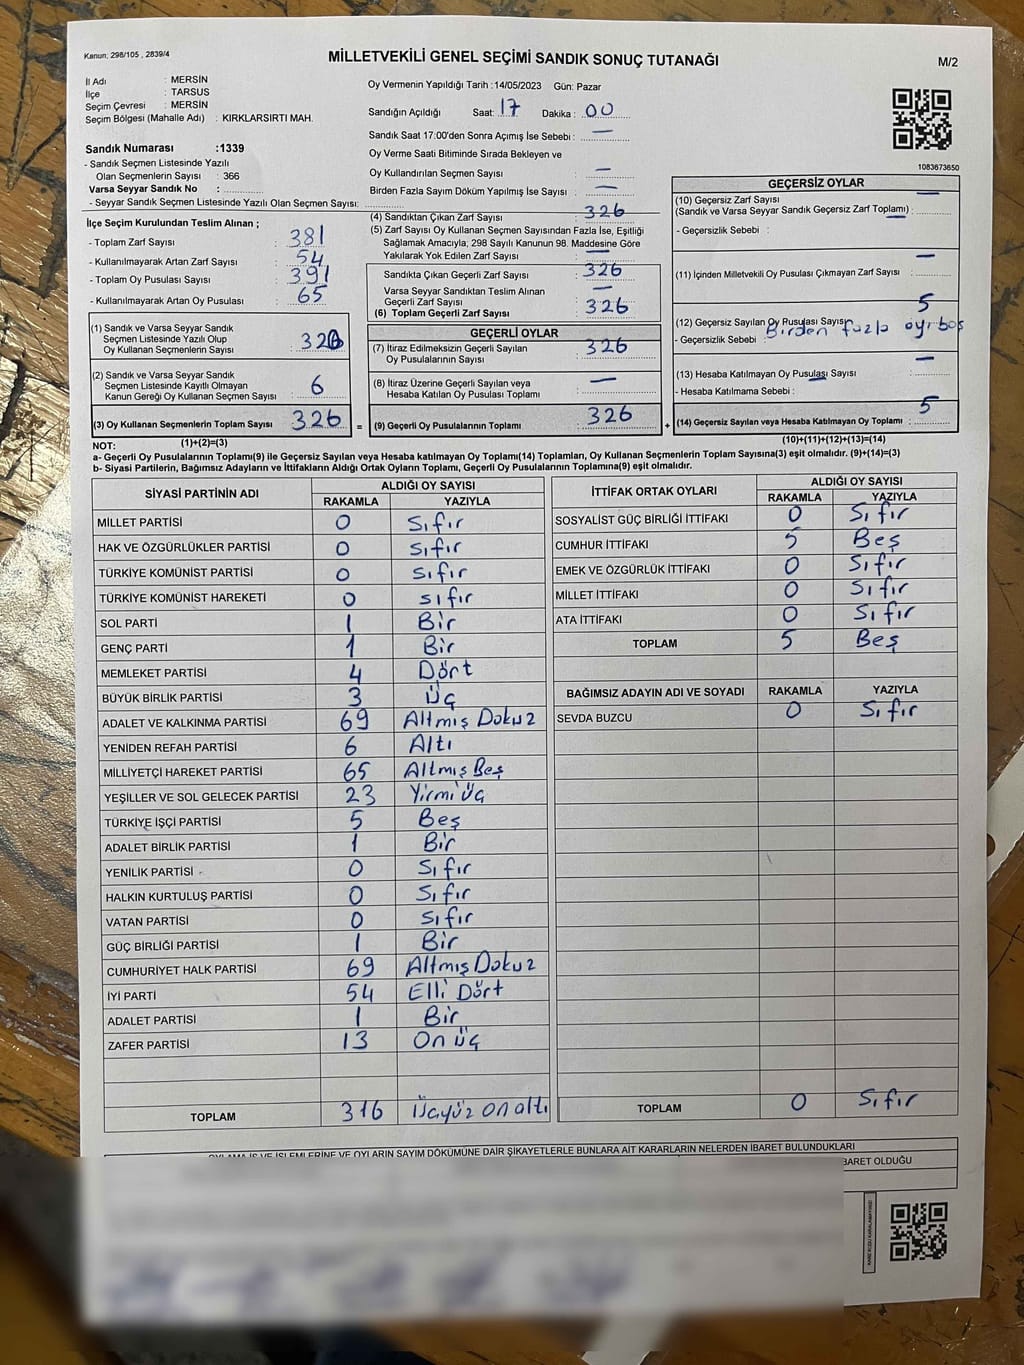 Kanun: 298/105 , 2839/4
MİLLETVEKİLİ GENEL SEÇİMİ SANDIK SONUÇ TUTANAĞI
M/2
İl Adı : MERSİN
İlçe : TARSUS
Seçim Çevresi : MERSİN
Seçim Bölgesi (Mahalle Adı) : KIRKLARSIRTI MAH.
Oy Vermenin Yapıldığı Tarih :14/05/2023 Gün: Pazar
Sandığın Açıldığı Saat: 17 Dakika : 00
Sandık Saat 17:00'den Sonra Açımış İse Sebebi : —
Oy Verme Saati Bitiminde Sırada Bekleyen ve
Oy Kullandırılan Seçmen Sayısı : —
Birden Fazla Sayım Döküm Yapılmış İse Sayısı : —
1083673650
Sandık Numarası :1339
- Sandık Seçmen Listesinde Yazılı
Olan Seçmenlerin Sayısı : 366
Varsa Seyyar Sandık No :
- Seyyar Sandık Seçmen Listesinde Yazılı Olan Seçmen Sayısı:
İlçe Seçim Kurulundan Teslim Alınan ;
- Toplam Zarf Sayısı : 381
- Kullanılmayarak Artan Zarf Sayısı : 54
- Toplam Oy Pusulası Sayısı : 391
- Kullanılmayarak Artan Oy Pusulası : 65
(1) Sandık ve Varsa Seyyar Sandık
Seçmen Listesinde Yazılı Olup
Oy Kullanan Seçmenlerin Sayısı : 320
(2) Sandık ve Varsa Seyyar Sandık
Seçmen Listesinde Kayıtlı Olmayan
Kanun Gereği Oy Kullanan Seçmen Sayısı : 6
(3) Oy Kullanan Seçmenlerin Toplam Sayısı : 326
(1)+(2)=(3)
(4) Sandıktan Çıkan Zarf Sayısı : 326
(5) Zarf Sayısı Oy Kullanan Seçmen Sayısından Fazla İse, Eşitliği
Sağlamak Amacıyla, 298 Sayılı Kanunun 98. Maddesine Göre
Yakılarak Yok Edilen Zarf Sayısı : —
Sandıkta Çıkan Geçerli Zarf Sayısı : 326
Varsa Seyyar Sandıktan Teslim Alınan
Geçerli Zarf Sayısı : —
(6) Toplam Geçerli Zarf Sayısı : 326
GEÇERLİ OYLAR
(7) İtiraz Edilmeksizin Geçerli Sayılan
Oy Pusulalarının Sayısı : 326
(8) İtiraz Üzerine Geçerli Sayılan veya
Hesaba Katılan Oy Pusulası Toplamı : —
= (9) Geçerli Oy Pusulalarının Toplamı : 326
GEÇERSİZ OYLAR
(10) Geçersiz Zarf Sayısı —
(Sandık ve Varsa Seyyar Sandık Geçersiz Zarf Toplamı) :
- Geçersizlik Sebebi : —
(11) İçinden Milletvekili Oy Pusulası Çıkmayan Zarf Sayısı : —
(12) Geçersiz Sayılan Oy Pusulası Sayısı : 5
- Geçersizlik Sebebi : Birden fazla oy boş
(13) Hesaba Katılmayan Oy Pusulası Sayısı : —
- Hesaba Katılmama Sebebi : —
+ (14) Geçersiz Sayılan veya Hesaba Katılmayan Oy Toplamı : 5
(10)+(11)+(12)+(13)=(14)
NOT:
a- Geçerli Oy Pusulalarının Toplamı(9) ile Geçersiz Sayılan veya Hesaba katılmayan Oy Toplamı(14) Toplamları, Oy Kullanan Seçmenlerin Toplam Sayısına(3) eşit olmalıdır. (9)+(14)=(3)
b- Siyasi Partilerin, Bağımsız Adayların ve İttifakların Aldığı Ortak Oyların Toplamı, Geçerli Oy Pusulalarının Toplamına(9) eşit olmalıdır.
SİYASİ PARTİNİN ADI ALDIĞI OY SAYISI
RAKAMLA YAZIYLA
MİLLET PARTİSİ 0 Sıfır
HAK VE ÖZGÜRLÜKLER PARTİSİ 0 Sıfır
TÜRKİYE KOMÜNİST PARTİSİ 0 Sıfır
TÜRKİYE KOMÜNİST HAREKETİ 0 sıfır
SOL PARTİ 1 Bir
GENÇ PARTİ 1 Bir
MEMLEKET PARTİSİ 4 Dört
BÜYÜK BİRLİK PARTİSİ 3 Üç
ADALET VE KALKINMA PARTİSİ 69 Altmış Dokuz
YENİDEN REFAH PARTİSİ 6 Altı
MİLLİYETÇİ HAREKET PARTİSİ 65 Altmış Beş
YEŞİLLER VE SOL GELECEK PARTİSİ 23 Yirmi üç
TÜRKİYE İŞÇİ PARTİSİ 5 Beş
ADALET BİRLİK PARTİSİ 1 Bir
YENİLİK PARTİSİ 0 Sıfır
HALKIN KURTULUŞ PARTİSİ 0 Sıfır
VATAN PARTİSİ 0 Sıfır
GÜÇ BİRLİĞİ PARTİSİ 1 Bir
CUMHURİYET HALK PARTİSİ 69 Altmış Dokuz
İYİ PARTİ 54 Elli Dört
ADALET PARTİSİ 1 Bir
ZAFER PARTİSİ 13 On üç
TOPLAM 316 üçyüz on altı
İTTİFAK ORTAK OYLARI ALDIĞI OY SAYISI
RAKAMLA YAZIYLA
SOSYALİST GÜÇ BİRLİĞİ İTTİFAKI 0 Sıfır
CUMHUR İTTİFAKI 5 Beş
EMEK VE ÖZGÜRLÜK İTTİFAKI 0 Sıfır
MİLLET İTTİFAKI 0 Sıfır
ATA İTTİFAKI 0 Sıfır
TOPLAM 5 Beş
BAĞIMSIZ ADAYIN ADI VE SOYADI RAKAMLA YAZIYLA
SEVDA BUZCU 0 Sıfır
TOPLAM 0 Sıfır
OYLAMA İŞ VE İŞLEMLERİNE VE OYLARIN SAYIM DÖKÜMÜNE DAİR ŞİKAYETLERLE BUNLARA AİT KARARLARIN NELERDEN İBARET BULUNDUKLARI
BARET OLDUĞU